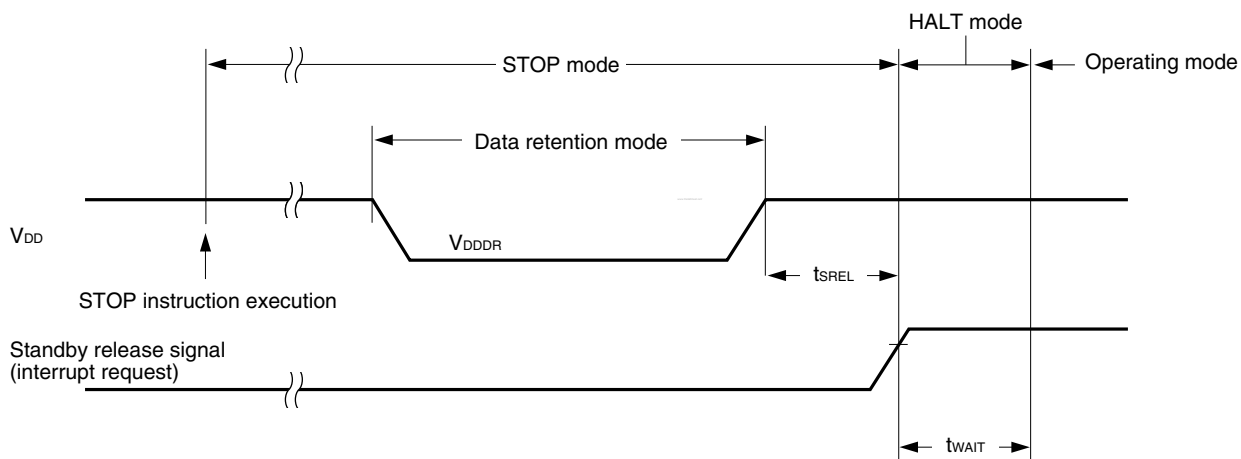 HALT mode
STOP mode
Operating mode
Data retention mode
VDD
VDDDR
tSREL
STOP instruction execution
Standby release signal
(interrupt request)
tWAIT